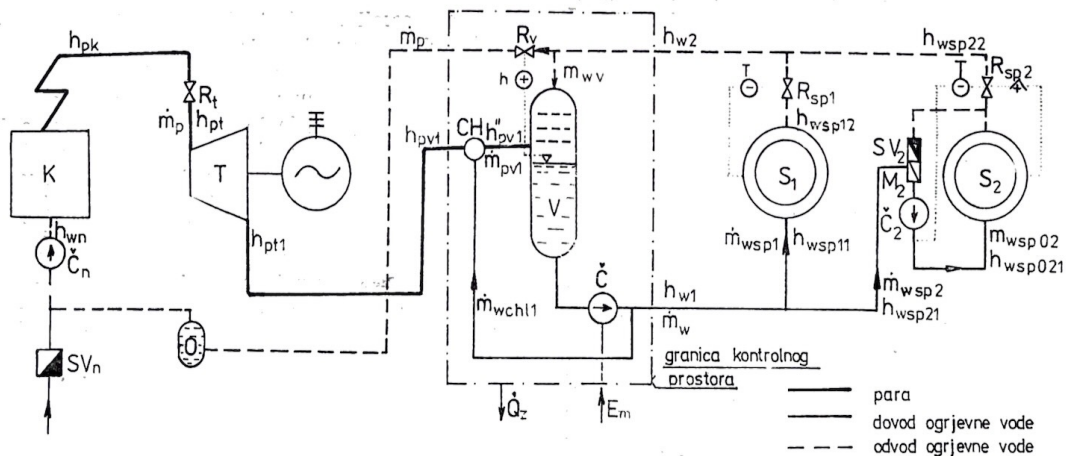 h_pk
K
h_wn
Č_n
SV_n
O
ṁ_p
R_t
h_pt
T
h_pt1
h_pv1
ṁ_p
R_v
h
+
m_wv
CH
h"_pv1
ṁ_pv1
V
ṁ_wchl1
Č
Q̇_z
E_m
h_w2
h_w1
ṁ_w
granica kontrolnog
prostora
T
R_sp1
h_wsp12
S_1
ṁ_wsp1
h_wsp11
h_wsp22
T
R_sp2
SV_2
M_2
Č_2
S_2
m_wsp02
h_wsp021
ṁ_wsp2
h_wsp21
para
dovod ogrjevne vode
odvod ogrjevne vode